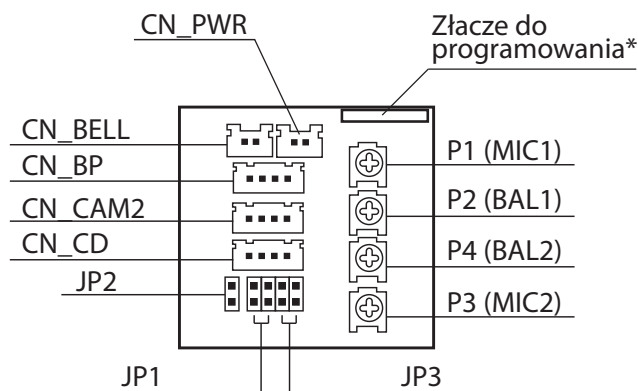 CN_PWR
Złacze do
programowania*
CN_BELL
CN_BP
CN_CAM2
CN_CD
JP2
P1 (MIC1)
P2 (BAL1)
P4 (BAL2)
P3 (MIC2)
JP1
JP3